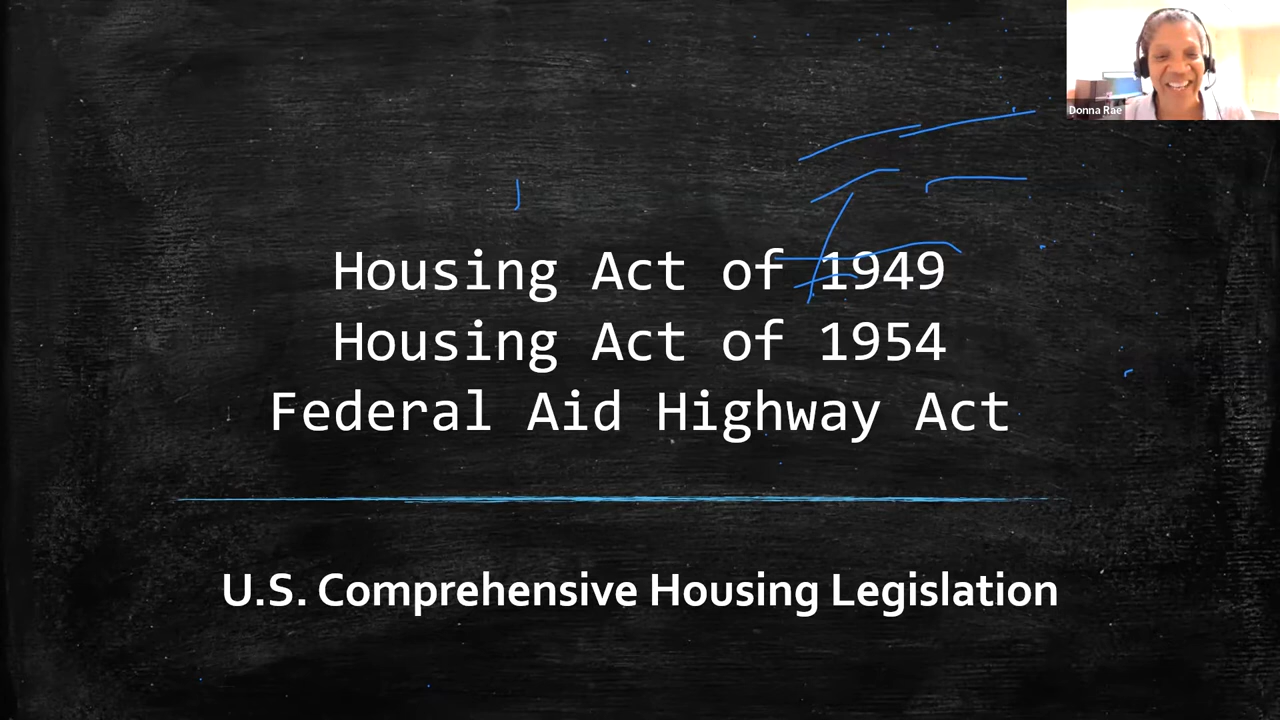 Donna Rae
Housing Act of 1949
Housing Act of 1954
Federal Aid Highway Act
U.S. Comprehensive Housing Legislation